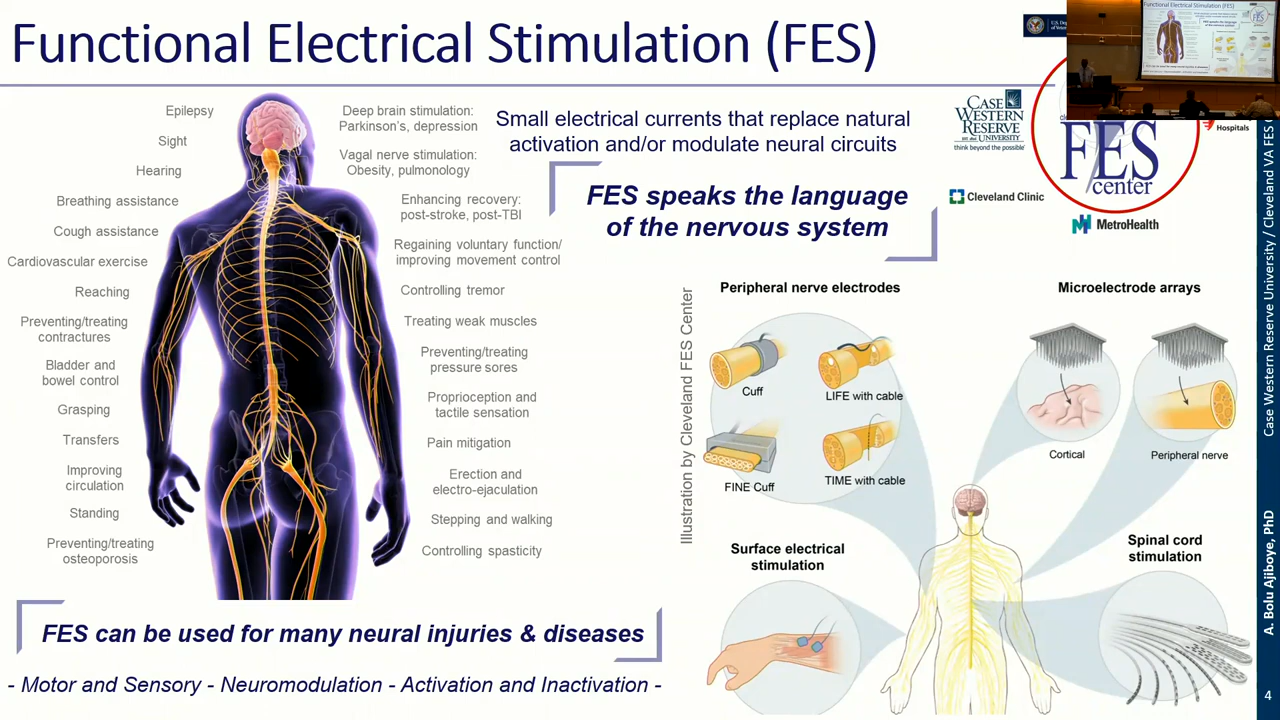 Functional Electrical Stimulation (FES)
Epilepsy
Sight
Hearing
Breathing assistance
Cough assistance
Cardiovascular exercise
Reaching
Preventing/treating
contractures
Bladder and
bowel control
Grasping
Transfers
Improving
circulation
Standing
Preventing/treating
osteoporosis
Deep brain stimulation:
Parkinson's, depression
Vagal nerve stimulation:
Obesity, pulmonology
Enhancing recovery:
post-stroke, post-TBI
Regaining voluntary function/
improving movement control
Controlling tremor
Treating weak muscles
Preventing/treating
pressure sores
Proprioception and
tactile sensation
Pain mitigation
Erection and
electro-ejaculation
Stepping and walking
Controlling spasticity
FES can be used for many neural injuries & diseases
- Motor and Sensory - Neuromodulation - Activation and Inactivation -
Small electrical currents that replace natural
activation and/or modulate neural circuits
FES speaks the language
of the nervous system
CASE
WESTERN
RESERVE
UNIVERSITY
think beyond the possible
FES
center
Hospitals
Cleveland Clinic
MetroHealth
Illustration by Cleveland FES Center
Peripheral nerve electrodes
Cuff
LIFE with cable
FINE Cuff
TIME with cable
Microelectrode arrays
Cortical
Peripheral nerve
Surface electrical
stimulation
Spinal cord
stimulation
Case Western Reserve University / Cleveland VA FES
A. Bolu Ajiboye, PhD
4
Functional Electrical Stimulation (FES)